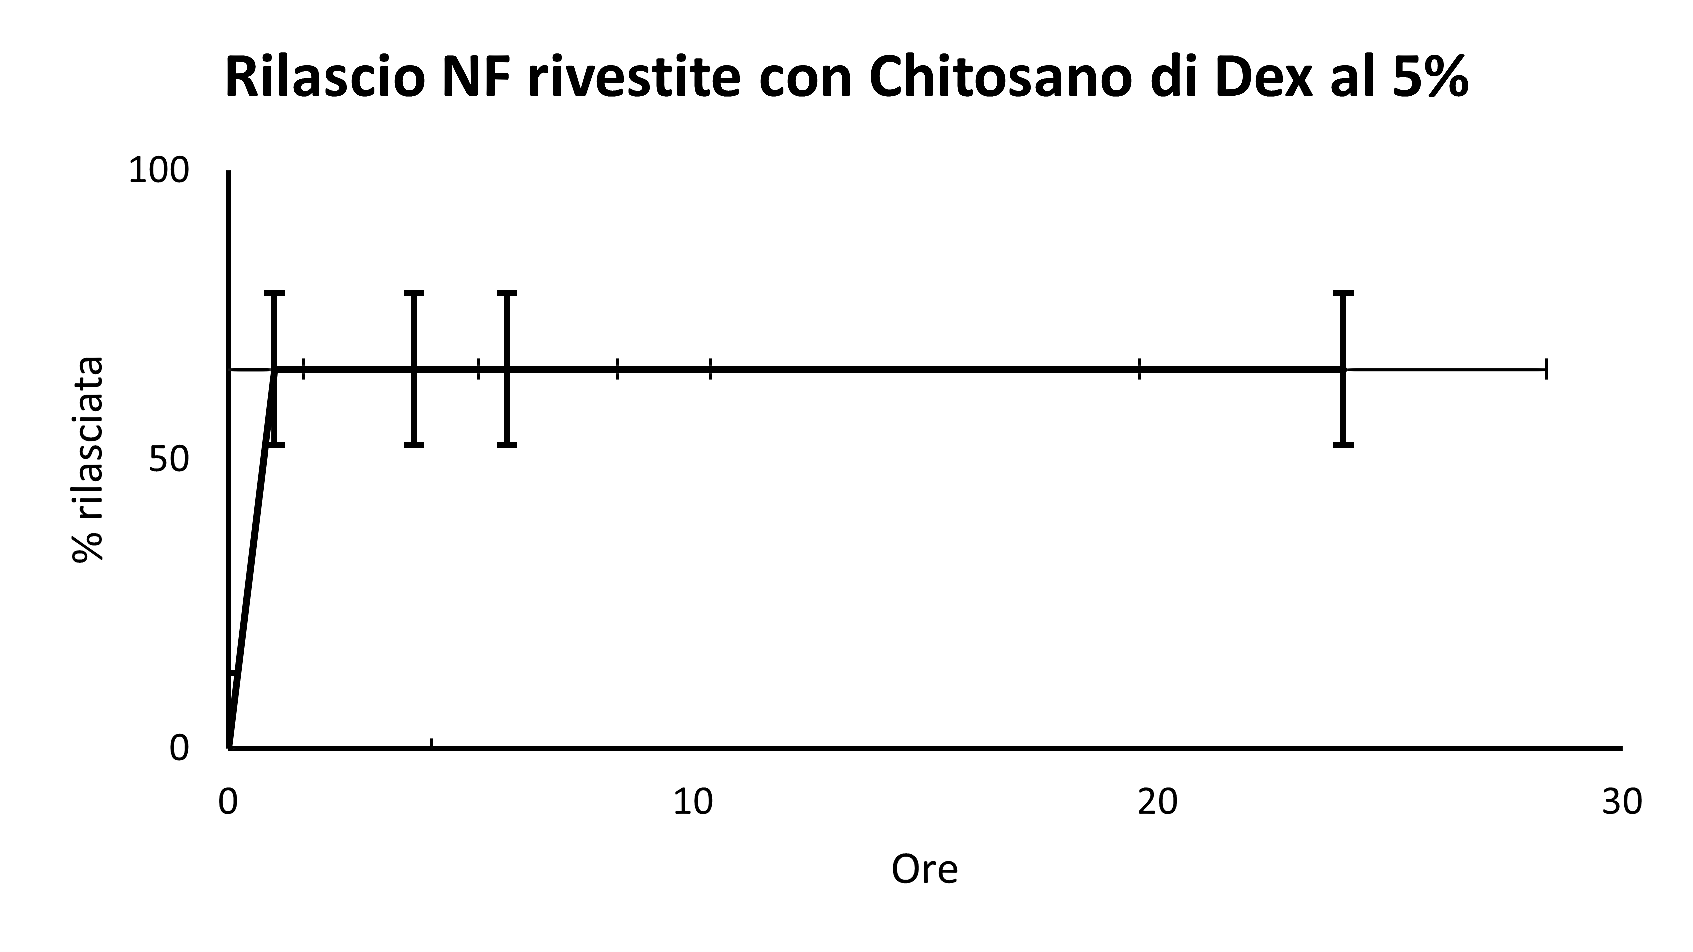 Rilascio NF rivestite con Chitosano di Dex al 5%
100
50
0
% rilasciata
0 10 20 30
Ore